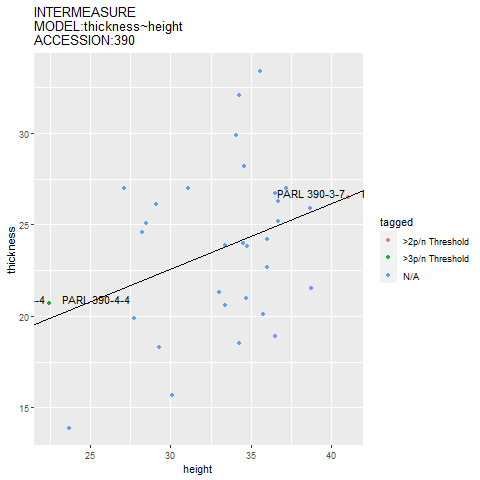 INTERMEASURE
MODEL:thickness~height
ACCESSION:390
thickness
30
25
20
15
PARL 390-3-7
1
-4
PARL 390-4-4
25
30
35
40
height
tagged
>2p/n Threshold
>3p/n Threshold
N/A